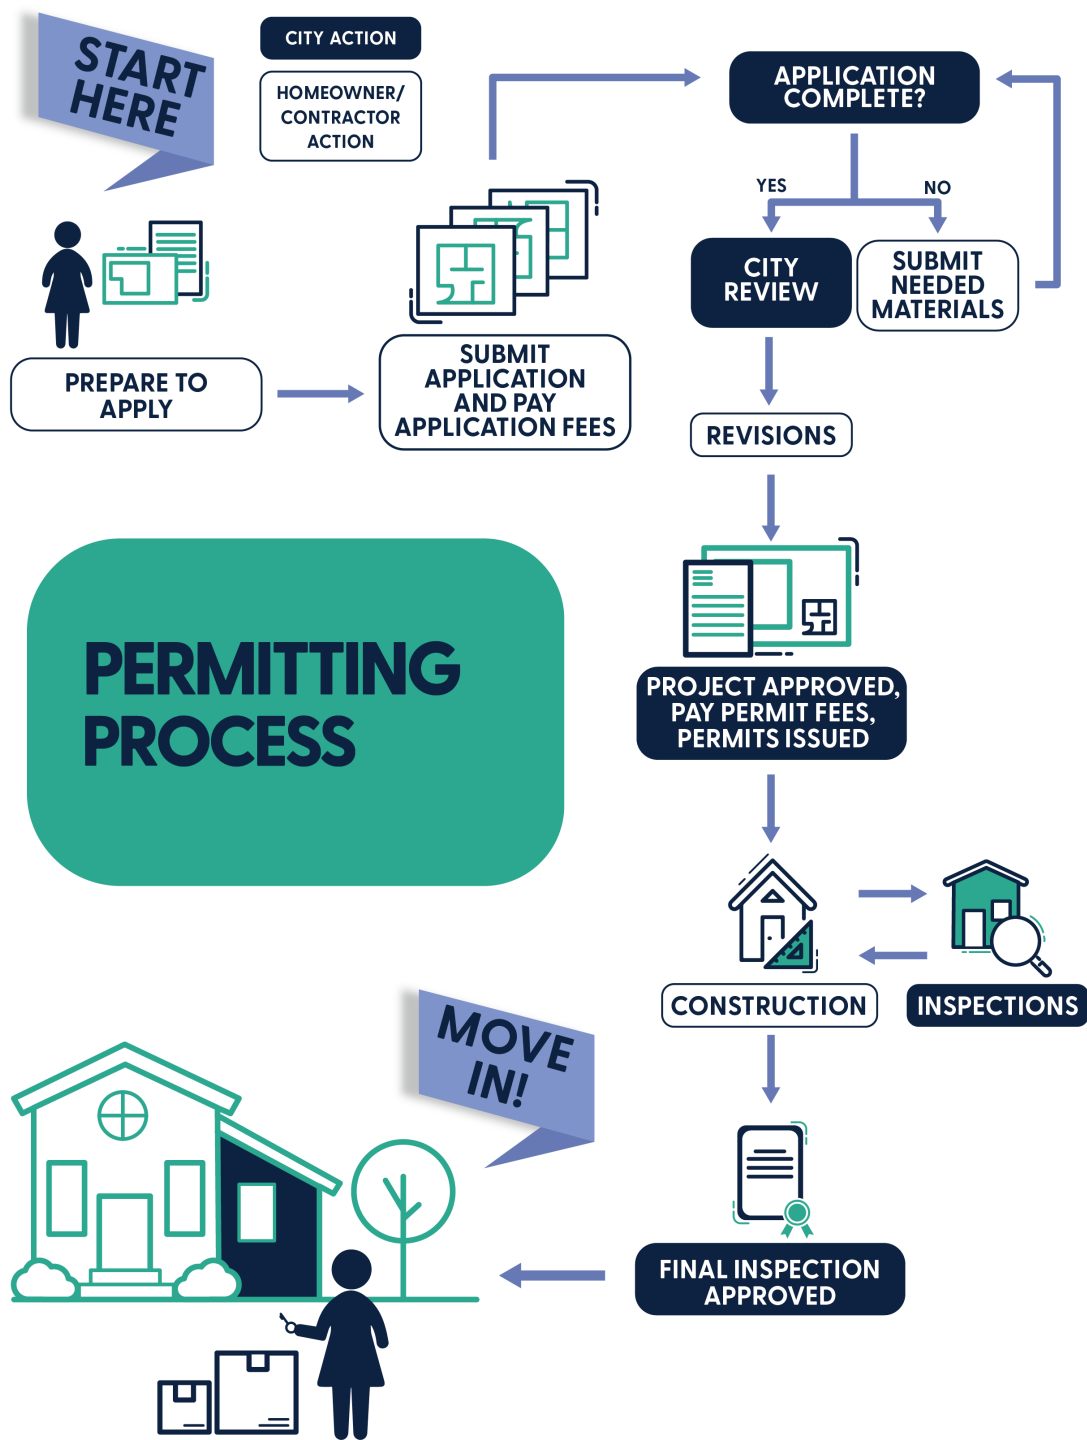 START
HERE
CITY ACTION
HOMEOWNER/
CONTRACTOR
ACTION
PREPARE TO
APPLY
SUBMIT
APPLICATION
AND PAY
APPLICATION FEES
APPLICATION
COMPLETE?
YES
NO
CITY
REVIEW
SUBMIT
NEEDED
MATERIALS
REVISIONS
PERMITTING
PROCESS
PROJECT APPROVED,
PAY PERMIT FEES,
PERMITS ISSUED
CONSTRUCTION
INSPECTIONS
FINAL INSPECTION
APPROVED
MOVE
IN!